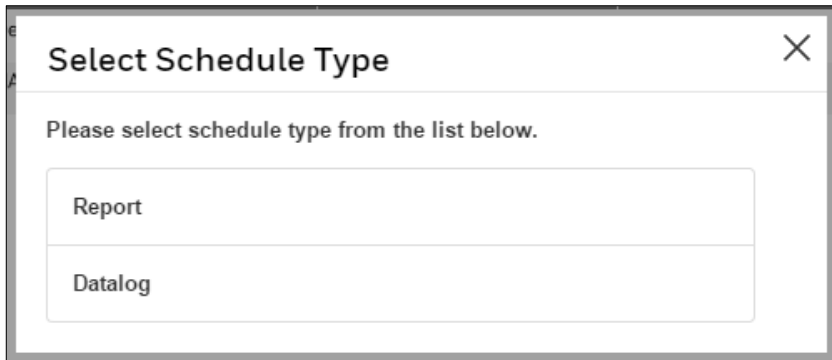 Select Schedule Type
Please select schedule type from the list below.
Report
Datalog